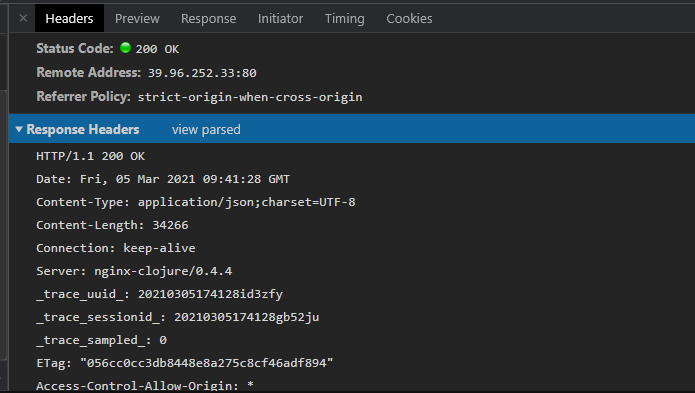 × Headers Preview Response Initiator Timing Cookies
Status Code: 200 OK
Remote Address: 39.96.252.33:80
Referrer Policy: strict-origin-when-cross-origin
Response Headers view parsed
HTTP/1.1 200 OK
Date: Fri, 05 Mar 2021 09:41:28 GMT
Content-Type: application/json;charset=UTF-8
Content-Length: 34266
Connection: keep-alive
Server: nginx-clojure/0.4.4
_trace_uuid_: 20210305174128id3zfy
_trace_sessionid_: 20210305174128gb52ju
_trace_sampled_: 0
ETag: "056cc0cc3db8448e8a275c8cf46adf894"
Access-Control-Allow-Origin: *